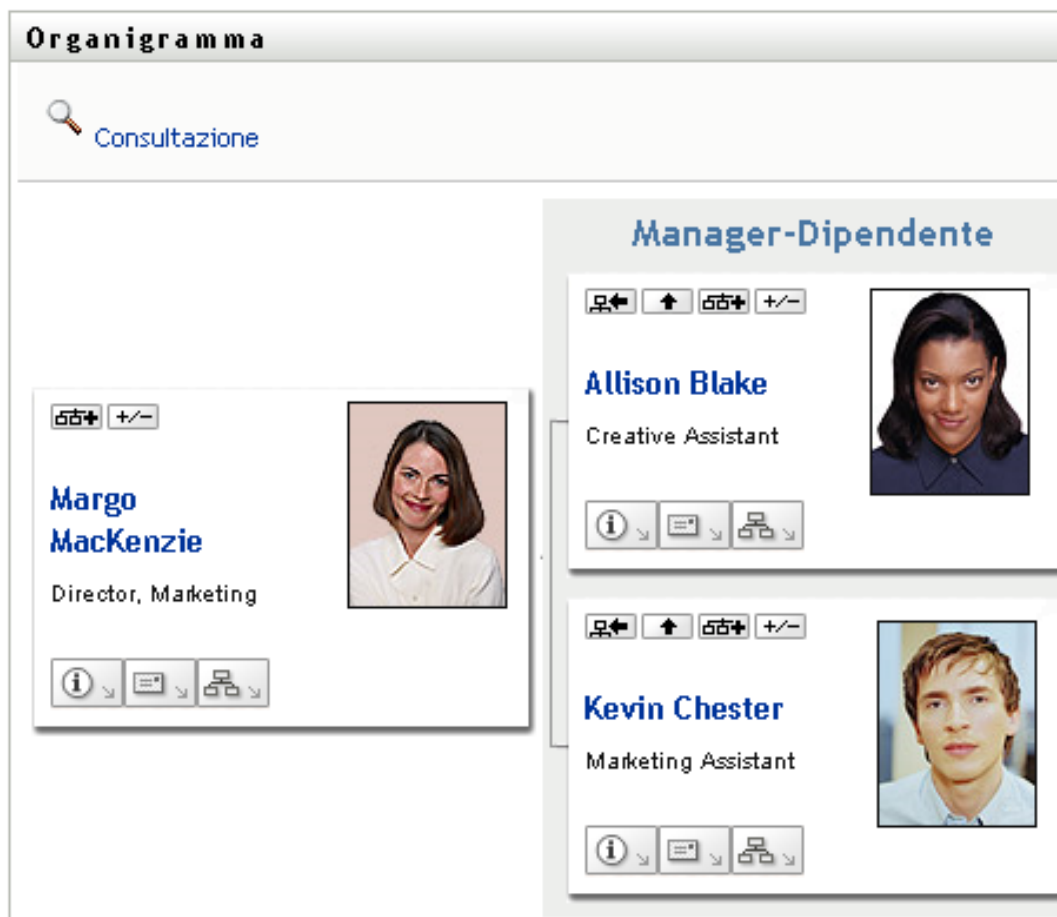 Organigramma
Consultazione
Manager-Dipendente
+/-
Allison Blake
Creative Assistant
+/-
Margo
MacKenzie
Director, Marketing
+/-
Kevin Chester
Marketing Assistant